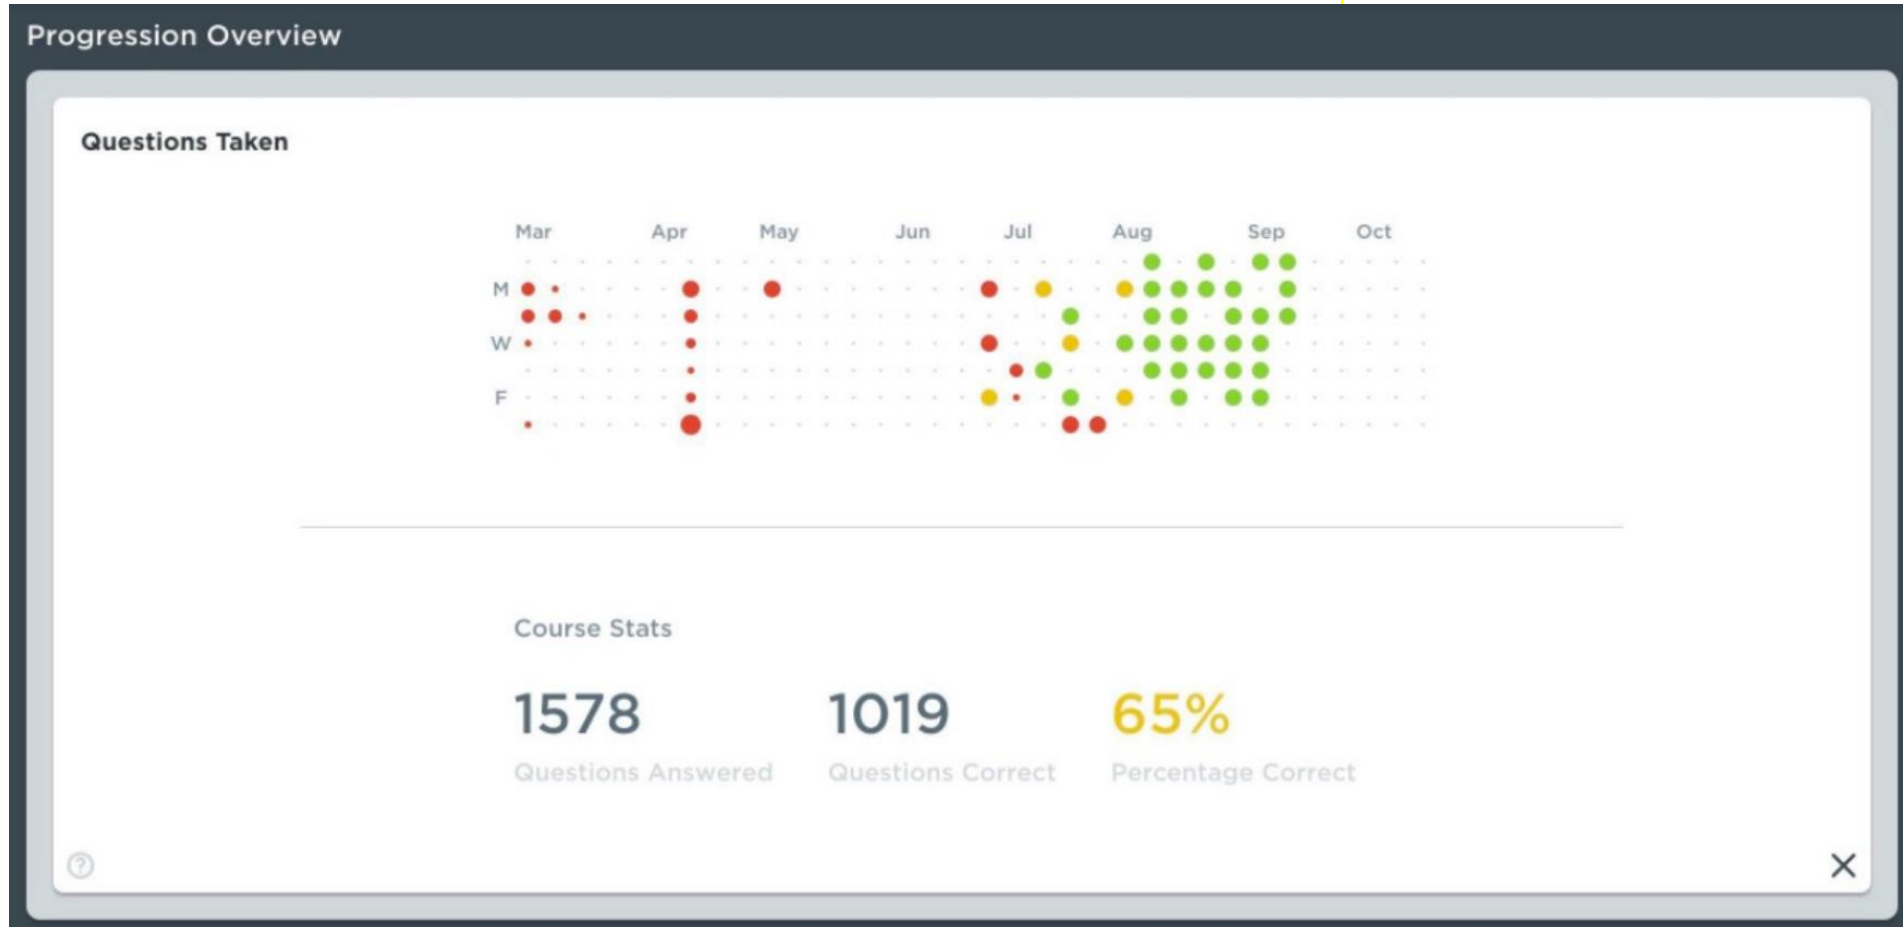 Progression Overview
Questions Taken
Mar Apr May Jun Jul Aug Sep Oct
M
W
F
Course Stats
1578 1019 65%
Questions Answered Questions Correct Percentage Correct
?